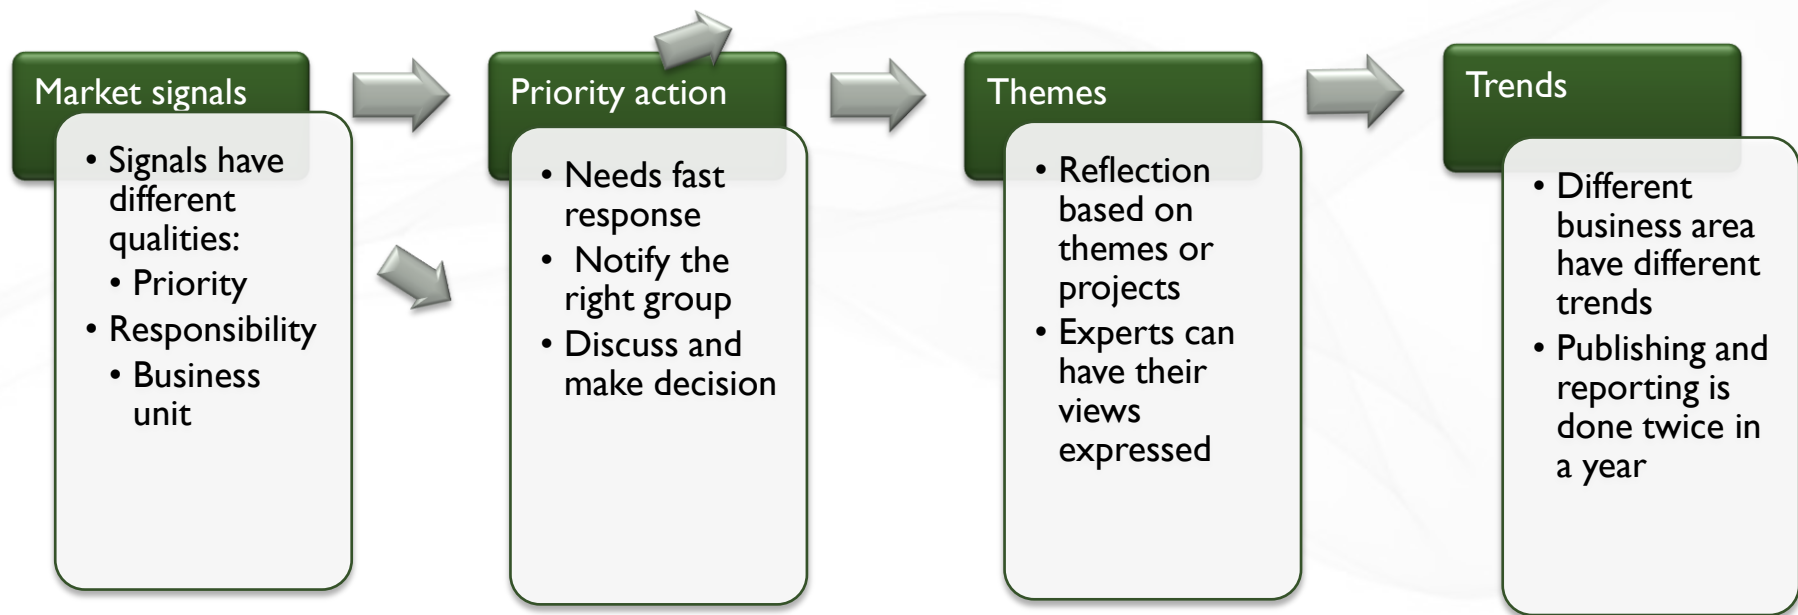 Market signals
• Signals have
different
qualities:
• Priority
• Responsibility
• Business
unit
Priority action
• Needs fast
response
• Notify the
right group
• Discuss and
make decision
Themes
• Reflection
based on
themes or
projects
• Experts can
have their
views
expressed
Trends
• Different
business area
have different
trends
• Publishing and
reporting is
done twice in
a year